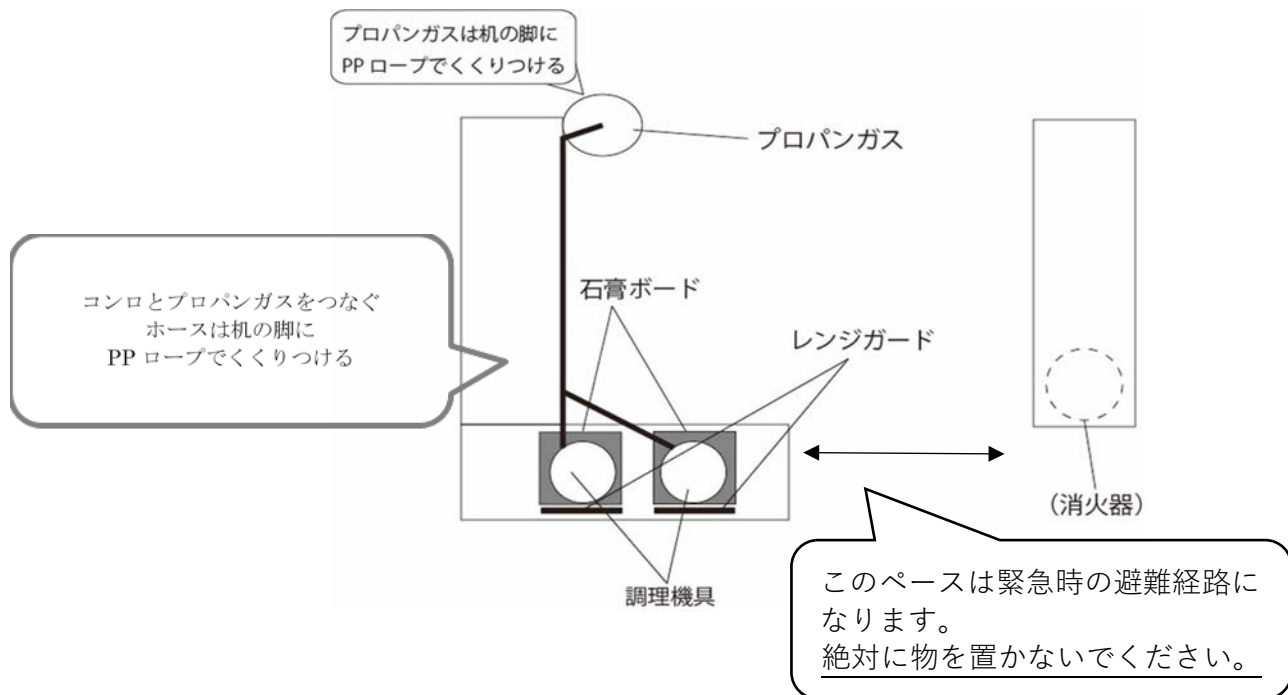 プロパンガスは机の脚に
PP ロープでくくりつける
プロパンガス
コンロとプロパンガスをつなぐ
ホースは机の脚に
PP ロープでくくりつける
石膏ボード
レンジガード
(消火器)
調理機具
このペースは緊急時の避難経路に
なります。
絶対に物を置かないでください。